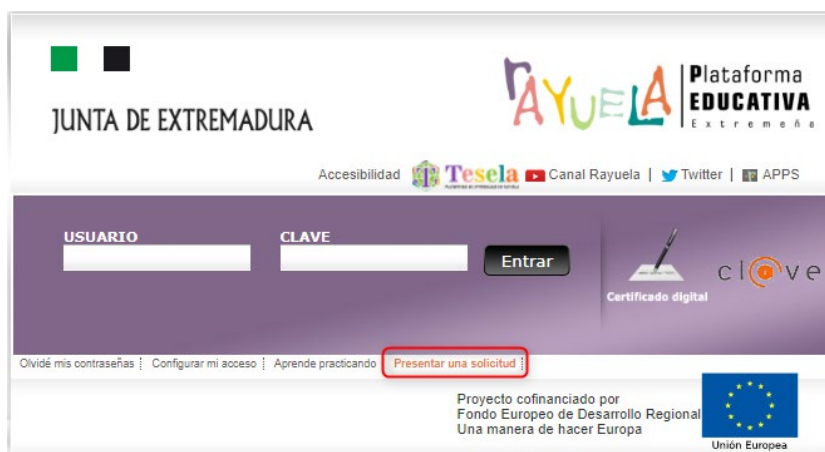 JUNTA DE EXTREMADURA
RAYUELA
Plataforma
EDUCATIVA
Extremeña
Accesibilidad Tesela Canal Rayuela | Twitter | APPS
USUARIO CLAVE
Entrar
Certificado digital
cl@ve
Olvidé mis contraseñas Configurar mi acceso Aprende practicando Presentar una solicitud
Proyecto cofinanciado por
Fondo Europeo de Desarrollo Regional
Una manera de hacer Europa
Unión Europea